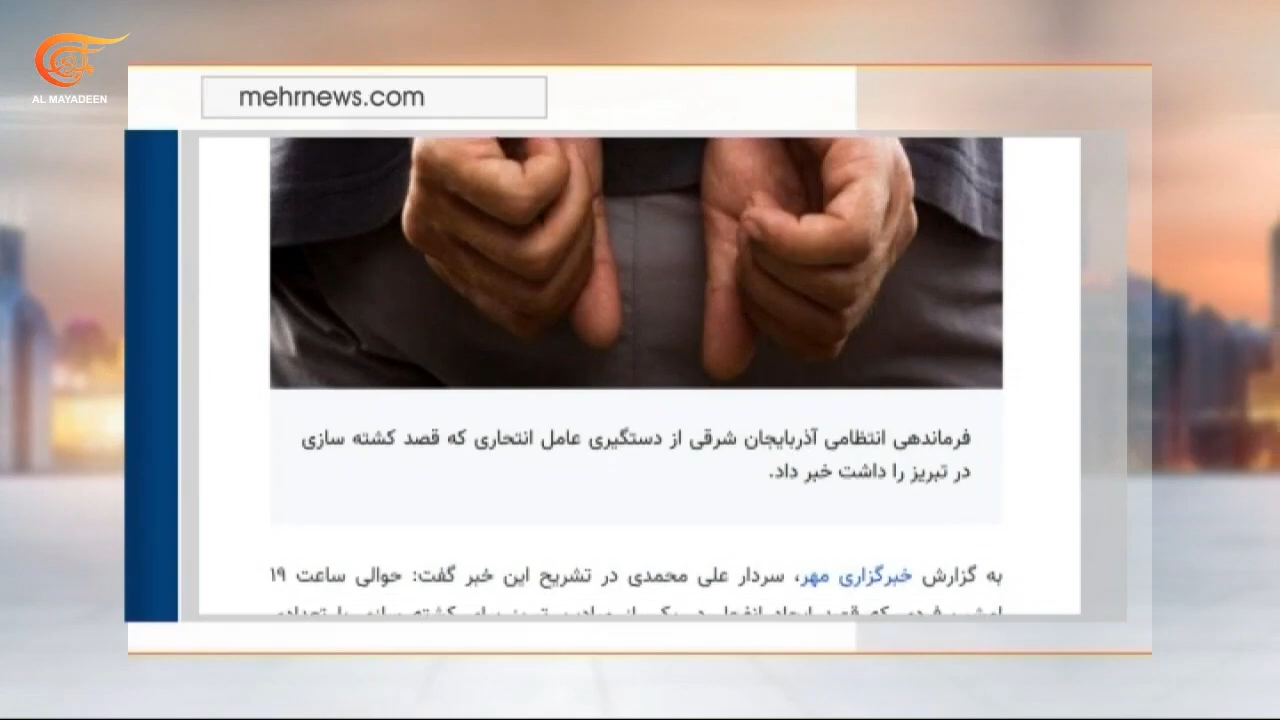 AL MAYADEEN
mehrnews.com
فرماندهی انتظامی آذربایجان شرقی از دستگیری عامل انتحاری که قصد کشته سازی
در تبریز را داشت خبر داد.
به گزارش خبرگزاری مهر، سردار علی محمدی در تشریح این خبر گفت: حوالی ساعت ۱۹